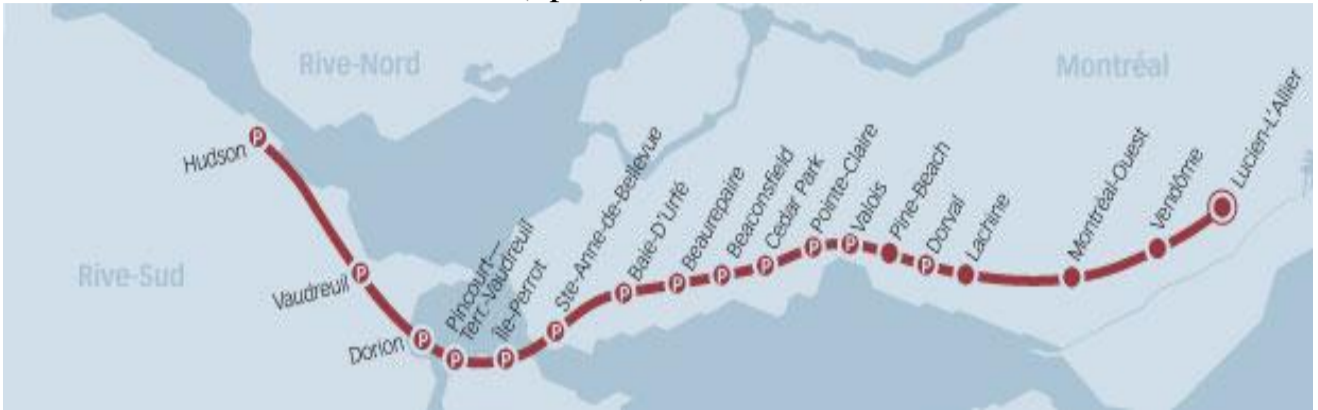 Rive-Nord
Montréal
Rive-Sud
Hudson
Vaudreuil
Dorion
Pincourt—
Terr.-Vaudreuil
Île-Perrot
Ste-Anne-de-Bellevue
Baie-D'Urfé
Beaurepaire
Beaconsfield
Cedar Park
Pointe-Claire
Valois
Pine-Beach
Dorval
Lachine
Montréal-Ouest
Vendôme
Lucien-L'Allier
P
P
P
P
P
P
P
P
P
P
P
P
P